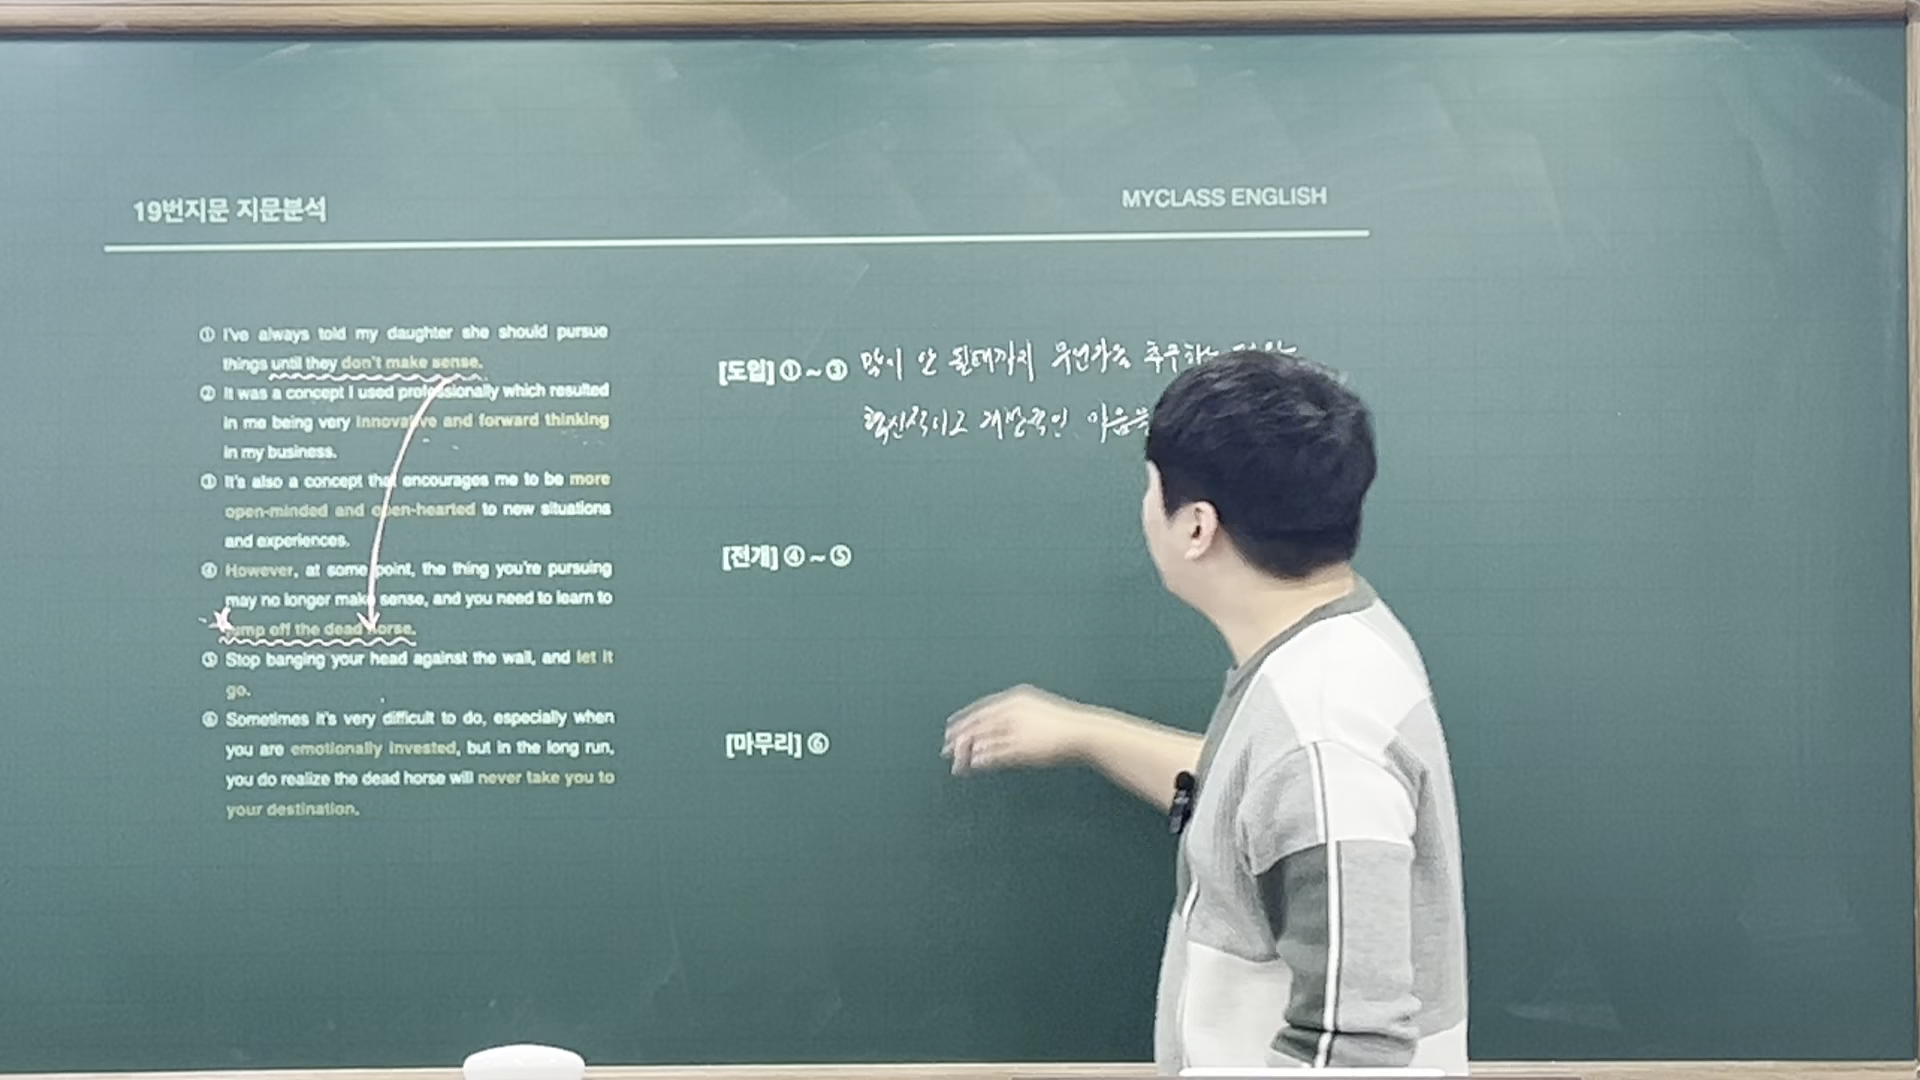 19번지문 지문분석
MYCLASS ENGLISH
① I've always told my daughter she should pursue
things until they don't make sense.
② It was a concept I used professionally which resulted
in me being very innovative and forward thinking
in my business.
③ It's also a concept that encourages me to be more
open-minded and open-hearted to new situations
and experiences.
④ However, at some point, the thing you're pursuing
may no longer make sense, and you need to learn to
jump off the dead horse.
⑤ Stop banging your head against the wall, and let it
go.
⑥ Sometimes it's very difficult to do, especially when
you are emotionally invested, but in the long run,
you do realize the dead horse will never take you to
your destination.
[도입] ① ~ ③ 말이 안 될때까지 무언가를 추구하는
혁신적이고 개방적인 마음을
[전개] ④ ~ ⑤
[마무리] ⑥